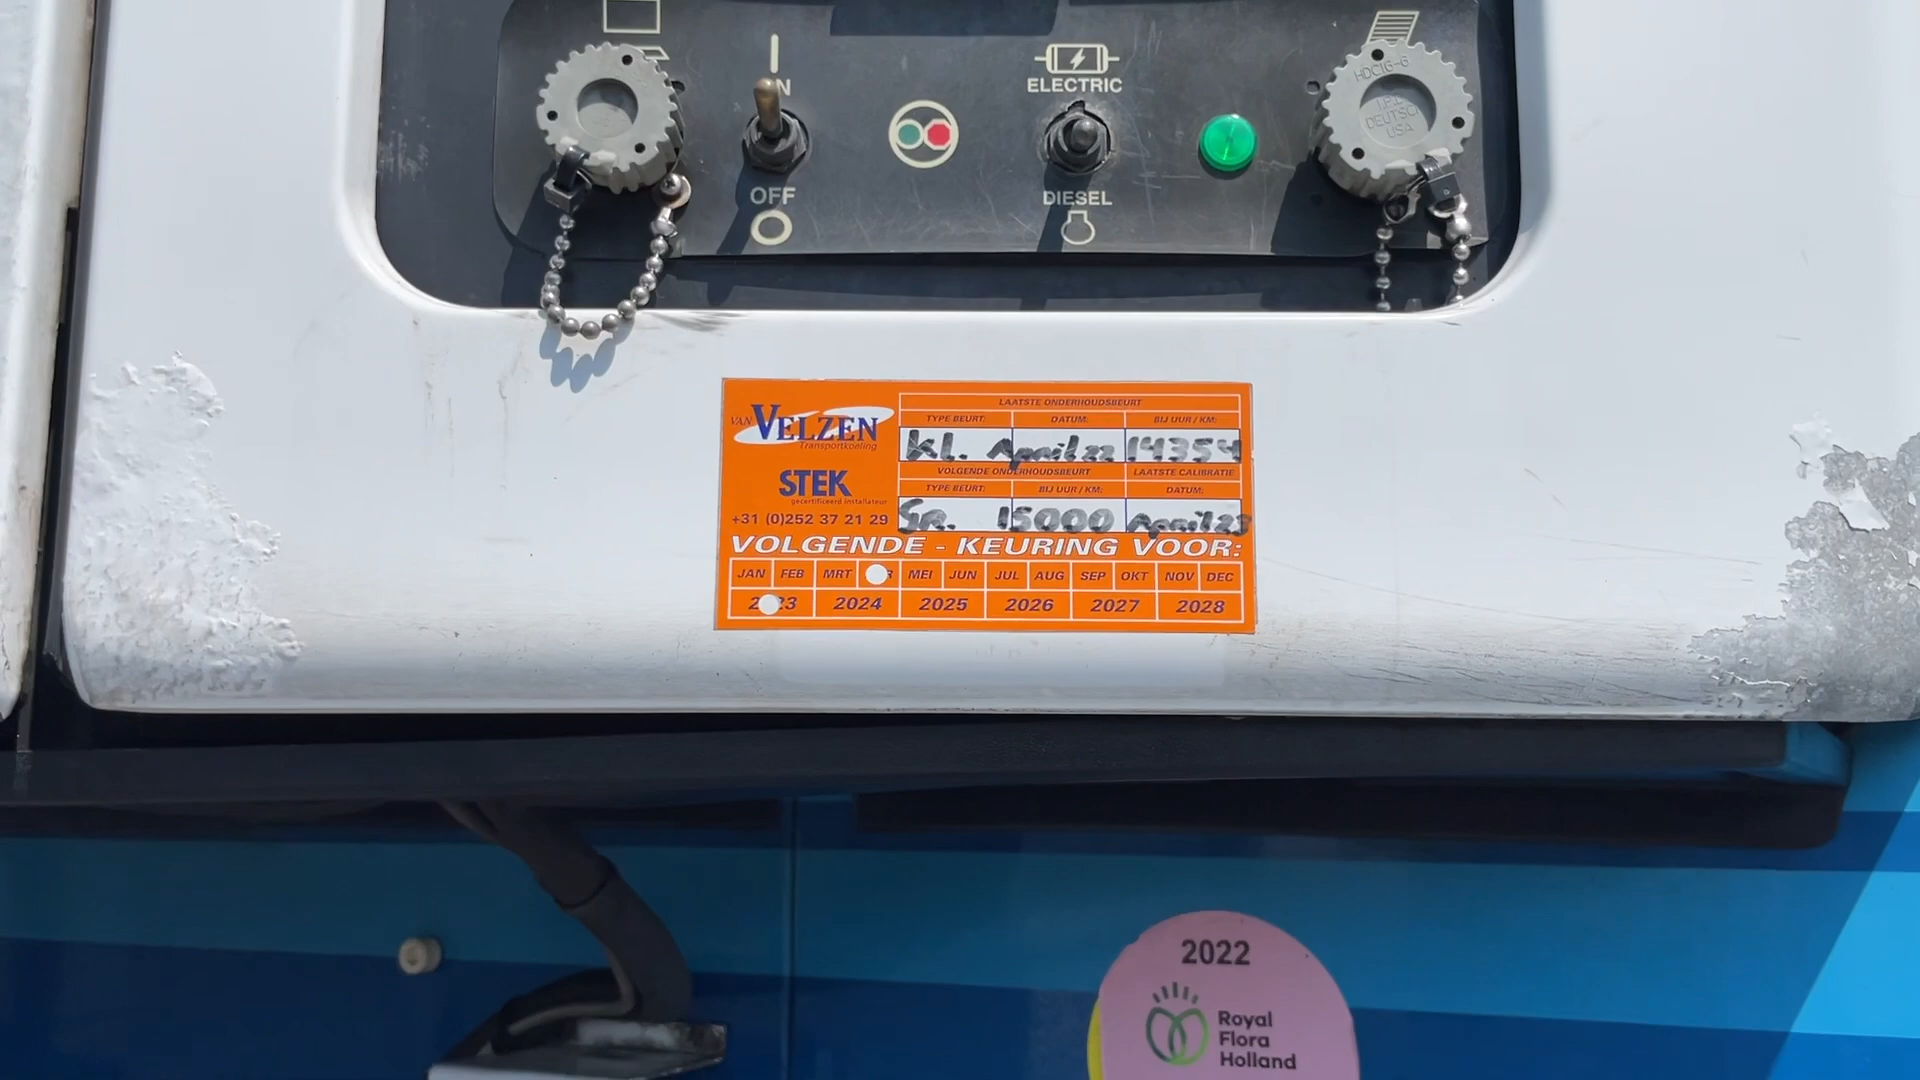 HDC16-6
DEUTSCH
USA
ELECTRIC
OFF
DIESEL
VAN VELZEN
Transportkoeling
STEK
gecertificeerd installateur
+31 (0)252 37 21 29
LAATSTE ONDERHOUDSBEURT
TYPE BEURT: DATUM: BIJ UUR / KM:
kl. April 22 14354
VOLGENDE ONDERHOUDSBEURT LAATSTE CALIBRATIE
TYPE BEURT: BIJ UUR / KM: DATUM:
Gr. 15000 April 23
VOLGENDE - KEURING VOOR:
JAN FEB MRT MEI JUN JUL AUG SEP OKT NOV DEC
2023 2024 2025 2026 2027 2028
2022
Royal
Flora
Holland